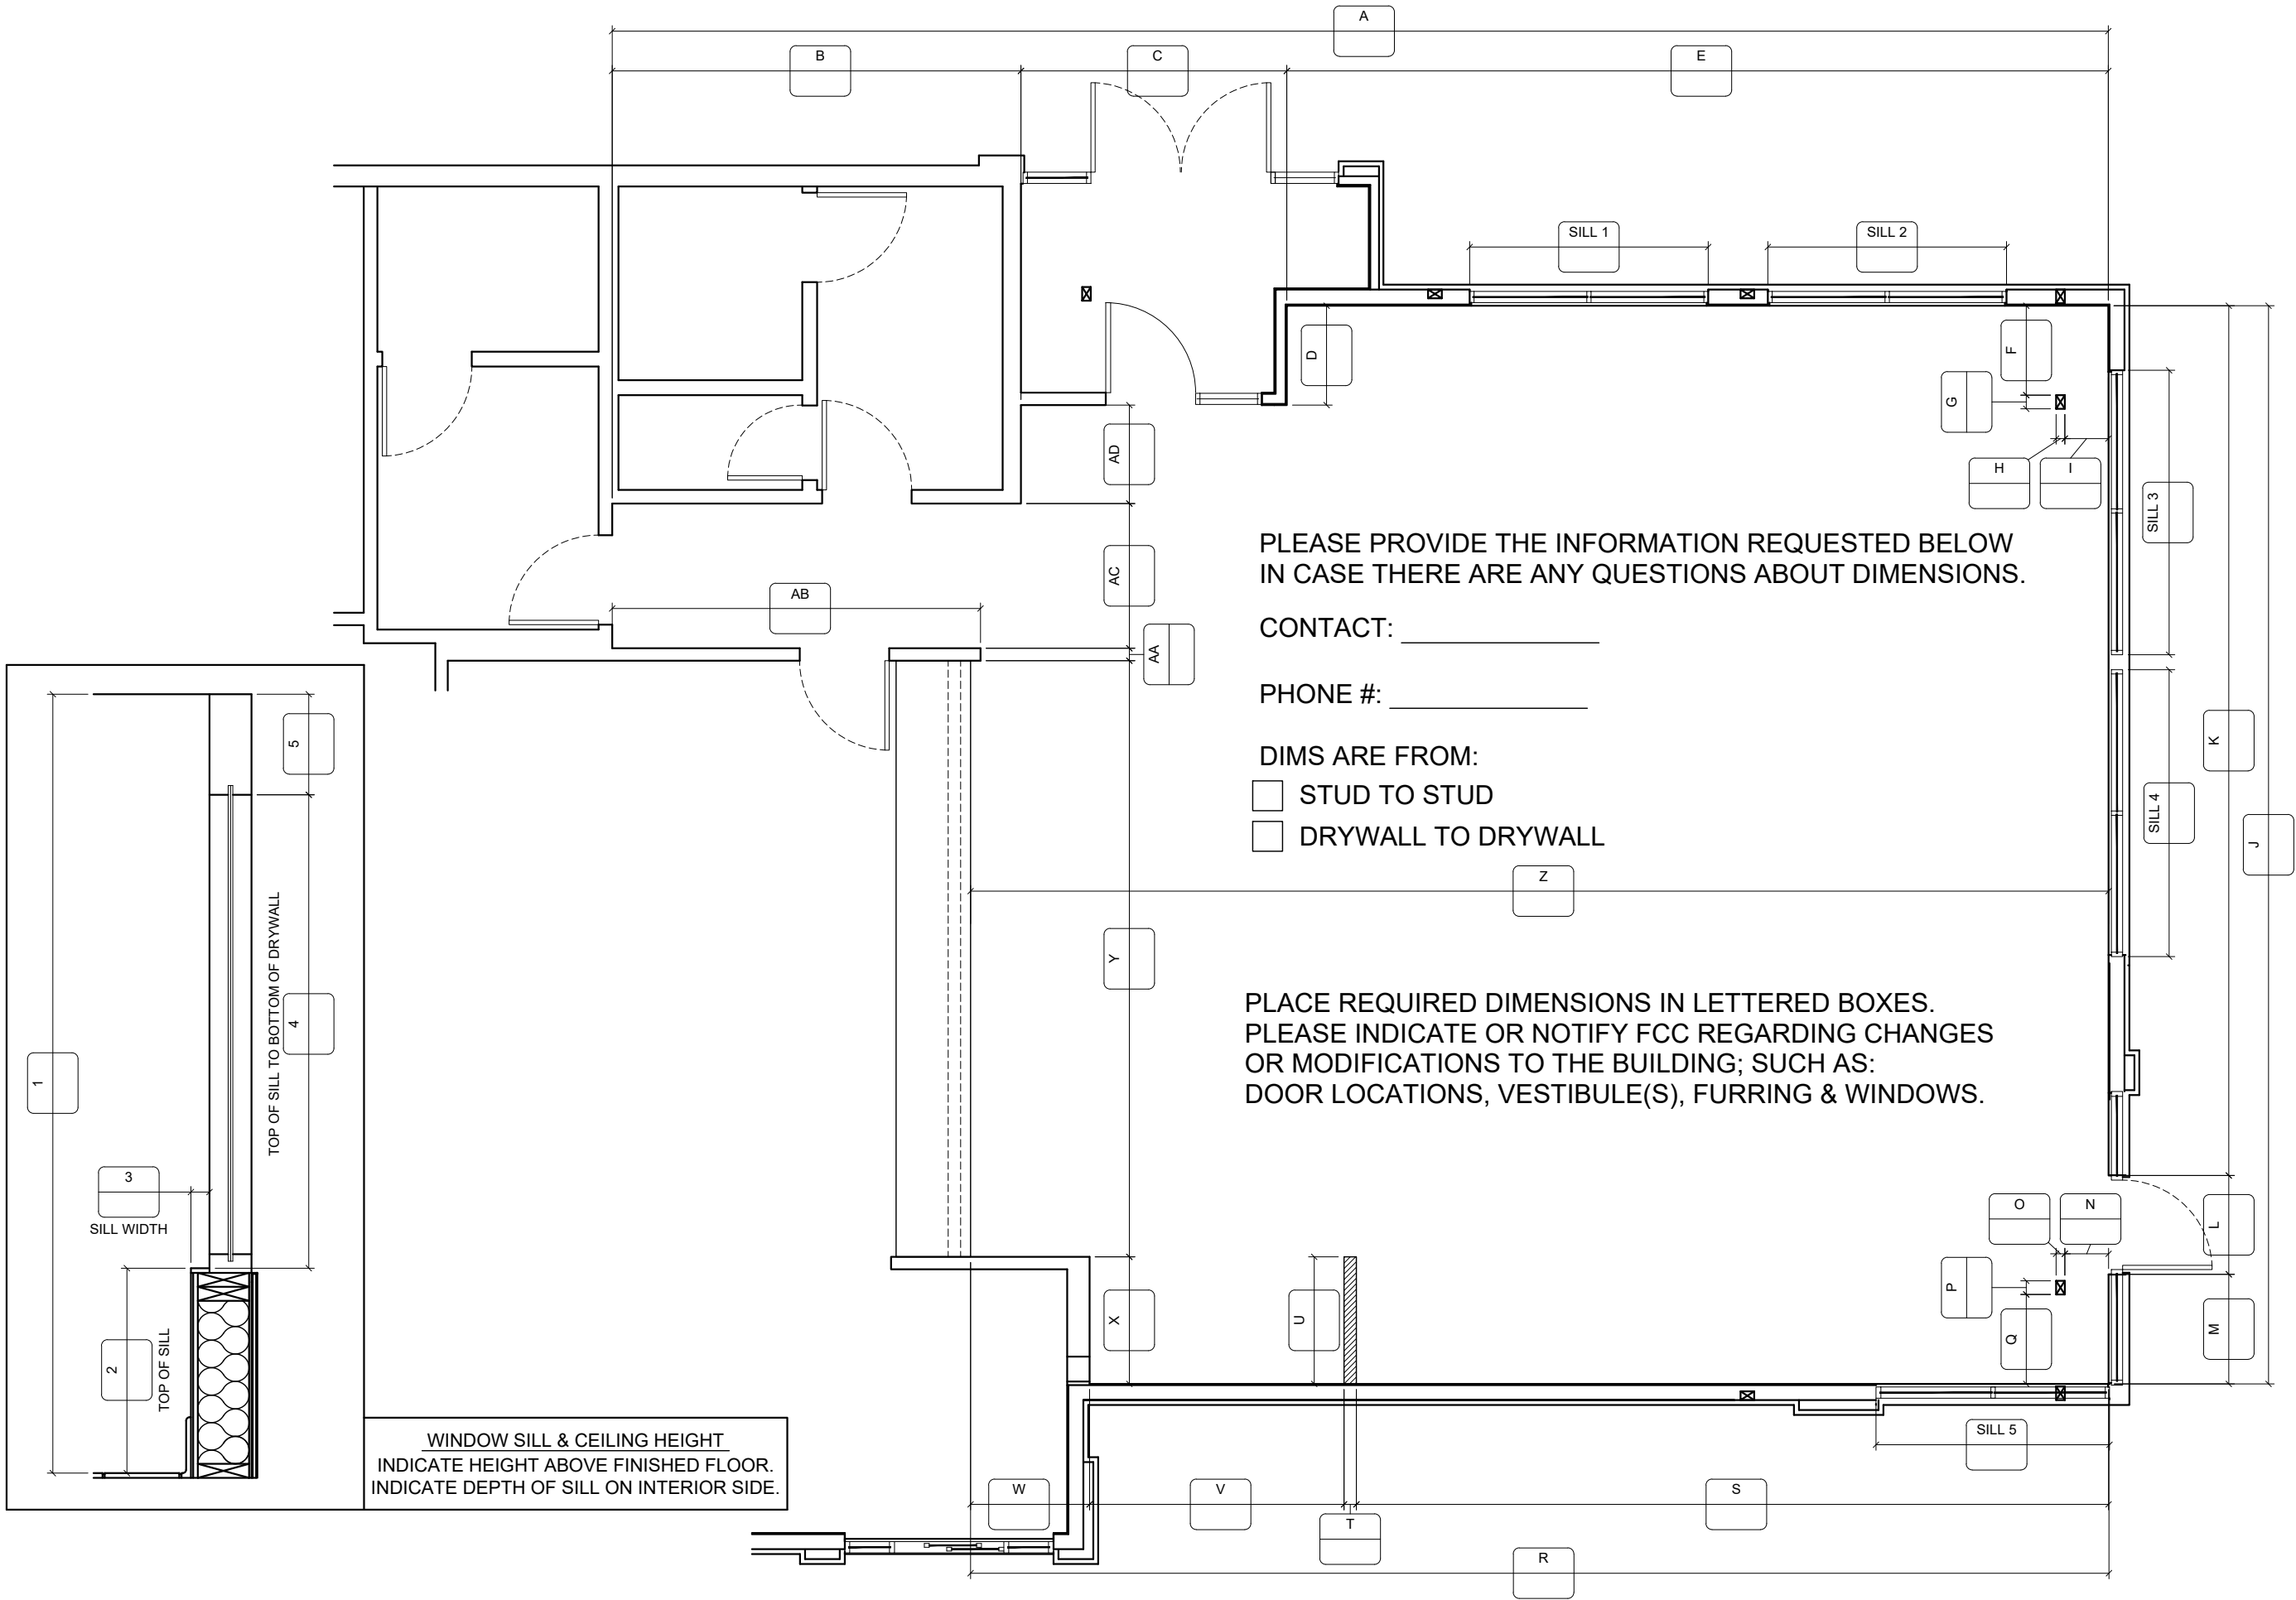 A
B
C
E
SILL 1
SILL 2
D
F
G
H
I
SILL 3
AD
AC
AB
AA
PLEASE PROVIDE THE INFORMATION REQUESTED BELOW
IN CASE THERE ARE ANY QUESTIONS ABOUT DIMENSIONS.
CONTACT:
PHONE #:
DIMS ARE FROM:
STUD TO STUD
DRYWALL TO DRYWALL
K
J
SILL 4
Z
Y
PLACE REQUIRED DIMENSIONS IN LETTERED BOXES.
PLEASE INDICATE OR NOTIFY FCC REGARDING CHANGES
OR MODIFICATIONS TO THE BUILDING; SUCH AS:
DOOR LOCATIONS, VESTIBULE(S), FURRING & WINDOWS.
5
TOP OF SILL TO BOTTOM OF DRYWALL
4
1
3
SILL WIDTH
2
TOP OF SILL
O
N
L
P
Q
M
X
U
WINDOW SILL & CEILING HEIGHT
INDICATE HEIGHT ABOVE FINISHED FLOOR.
INDICATE DEPTH OF SILL ON INTERIOR SIDE.
SILL 5
W
V
S
T
R